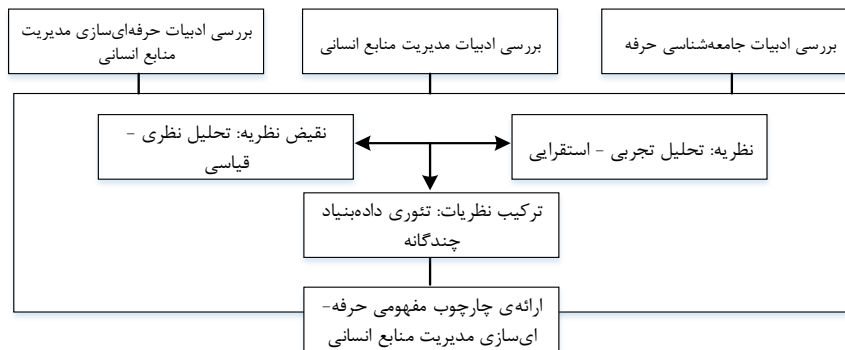 بررسی ادبیات جامعه‌شناسی حرفه
بررسی ادبیات مدیریت منابع انسانی
بررسی ادبیات حرفه‌ای‌سازی مدیریت
منابع انسانی
نظریه: تحلیل تجربی – استقرایی
نقیض نظریه: تحلیل نظری –
قیاسی
ترکیب نظریات: تئوری داده‌بنیاد
چندگانه
ارائه‌ی چارچوب مفهومی حرفه-
ای‌سازی مدیریت منابع انسانی